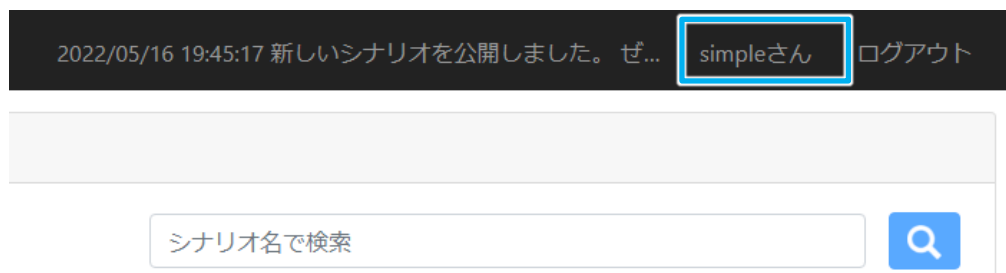 2022/05/16 19:45:17 新しいシナリオを公開しました。 ぜ... simpleさん ログアウト
シナリオ名で検索